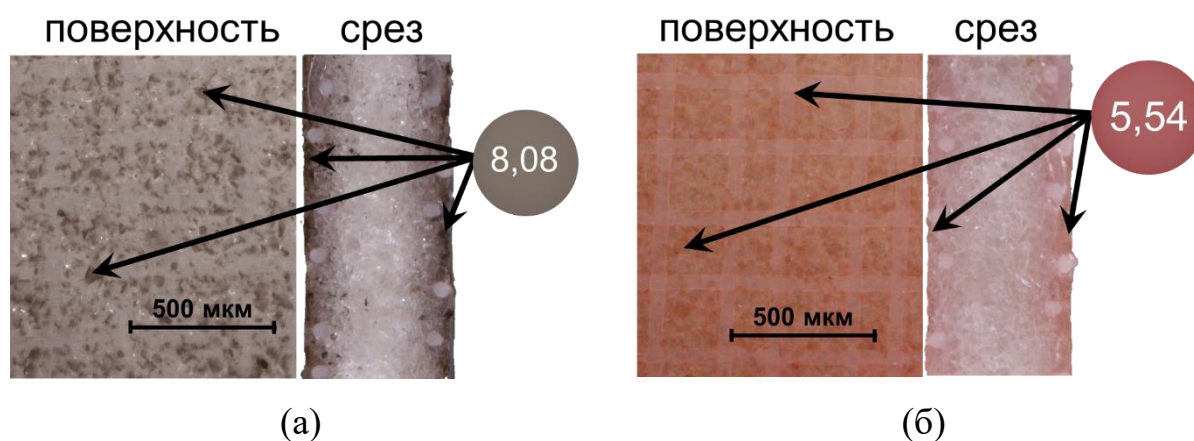 поверхность срез
8,08
500 мкм
(а)
поверхность срез
5,54
500 мкм
(б)